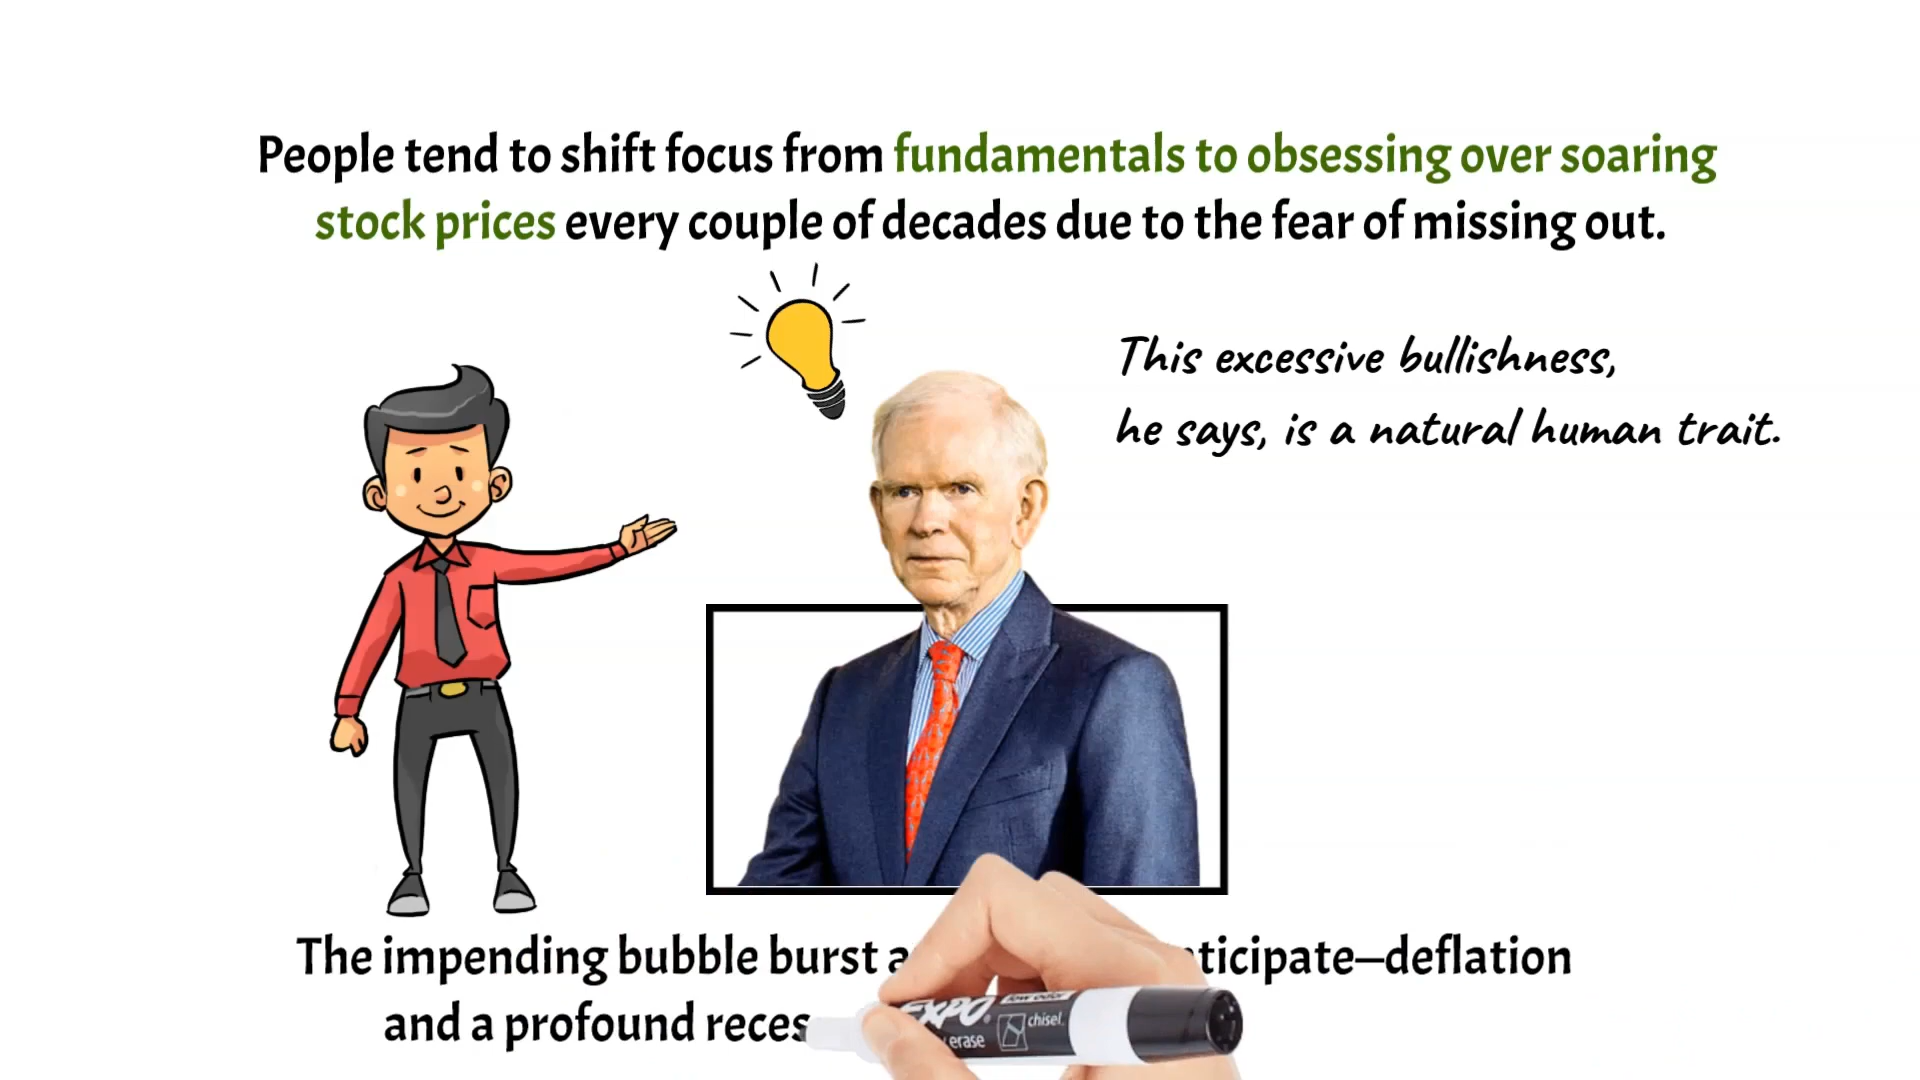 People tend to shift focus from fundamentals to obsessing over soaring
stock prices every couple of decades due to the fear of missing out.
This excessive bullishness,
he says, is a natural human trait.
The impending bubble burst deflation
and a profound
EXPO
chisel
erase